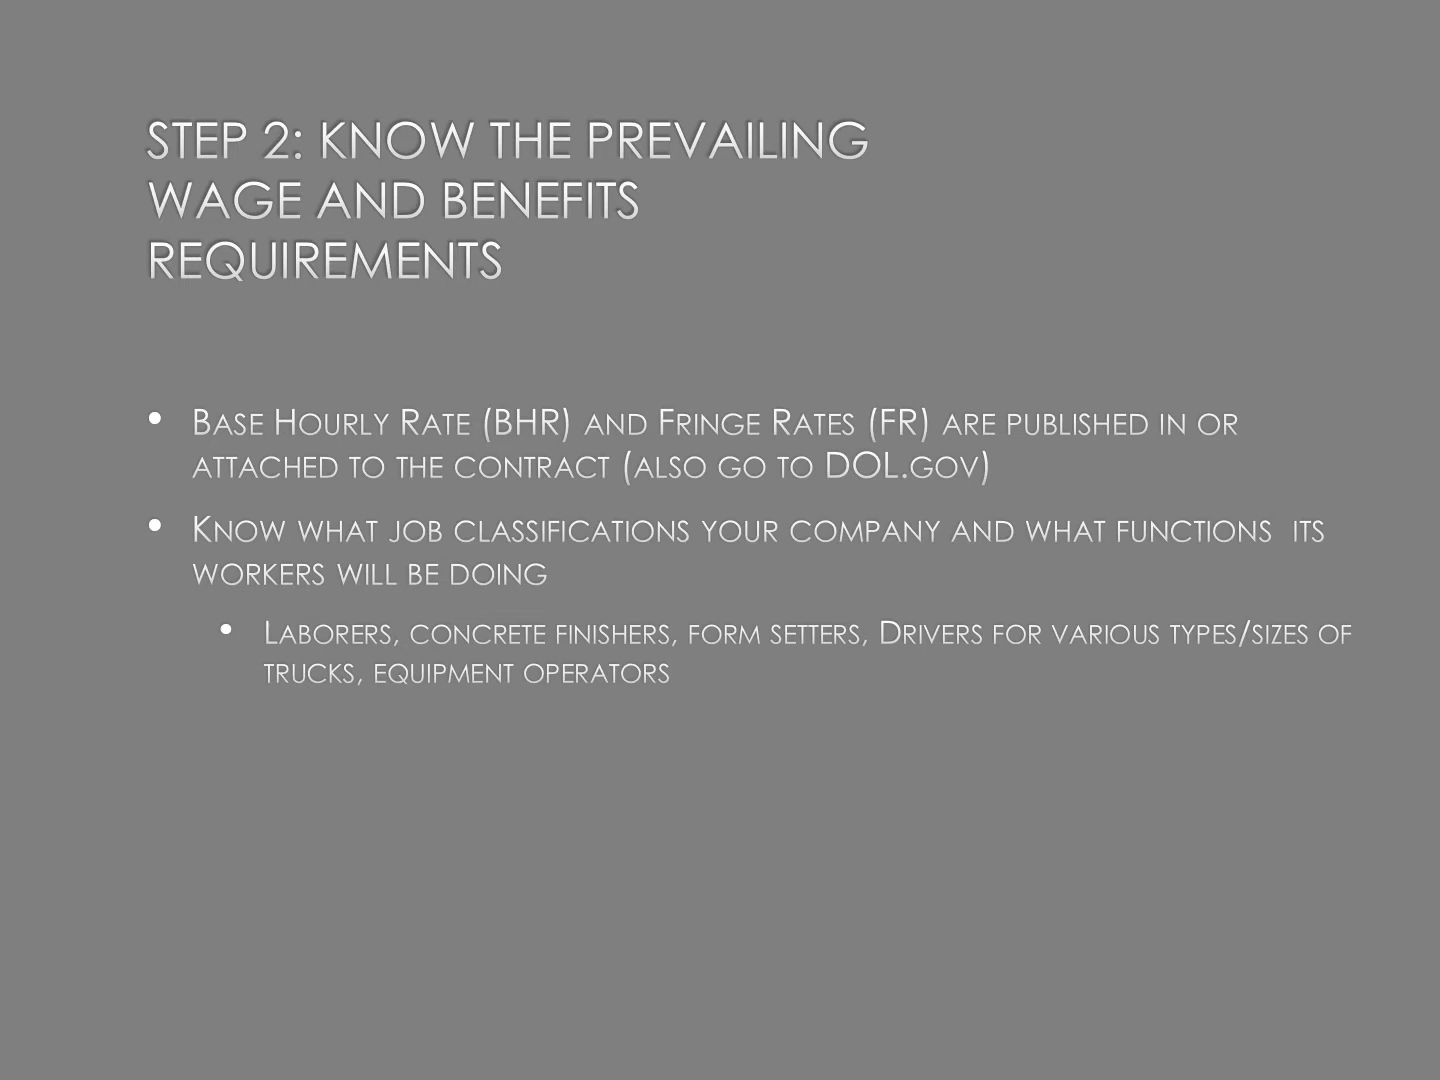 STEP 2: KNOW THE PREVAILING
WAGE AND BENEFITS
REQUIREMENTS
• Base Hourly Rate (BHR) and Fringe Rates (FR) are published in or
attached to the contract (also go to DOL.gov)
• Know what job classifications your company and what functions  its
workers will be doing
• Laborers, concrete finishers, form setters, Drivers for various types/sizes of
trucks, equipment operators